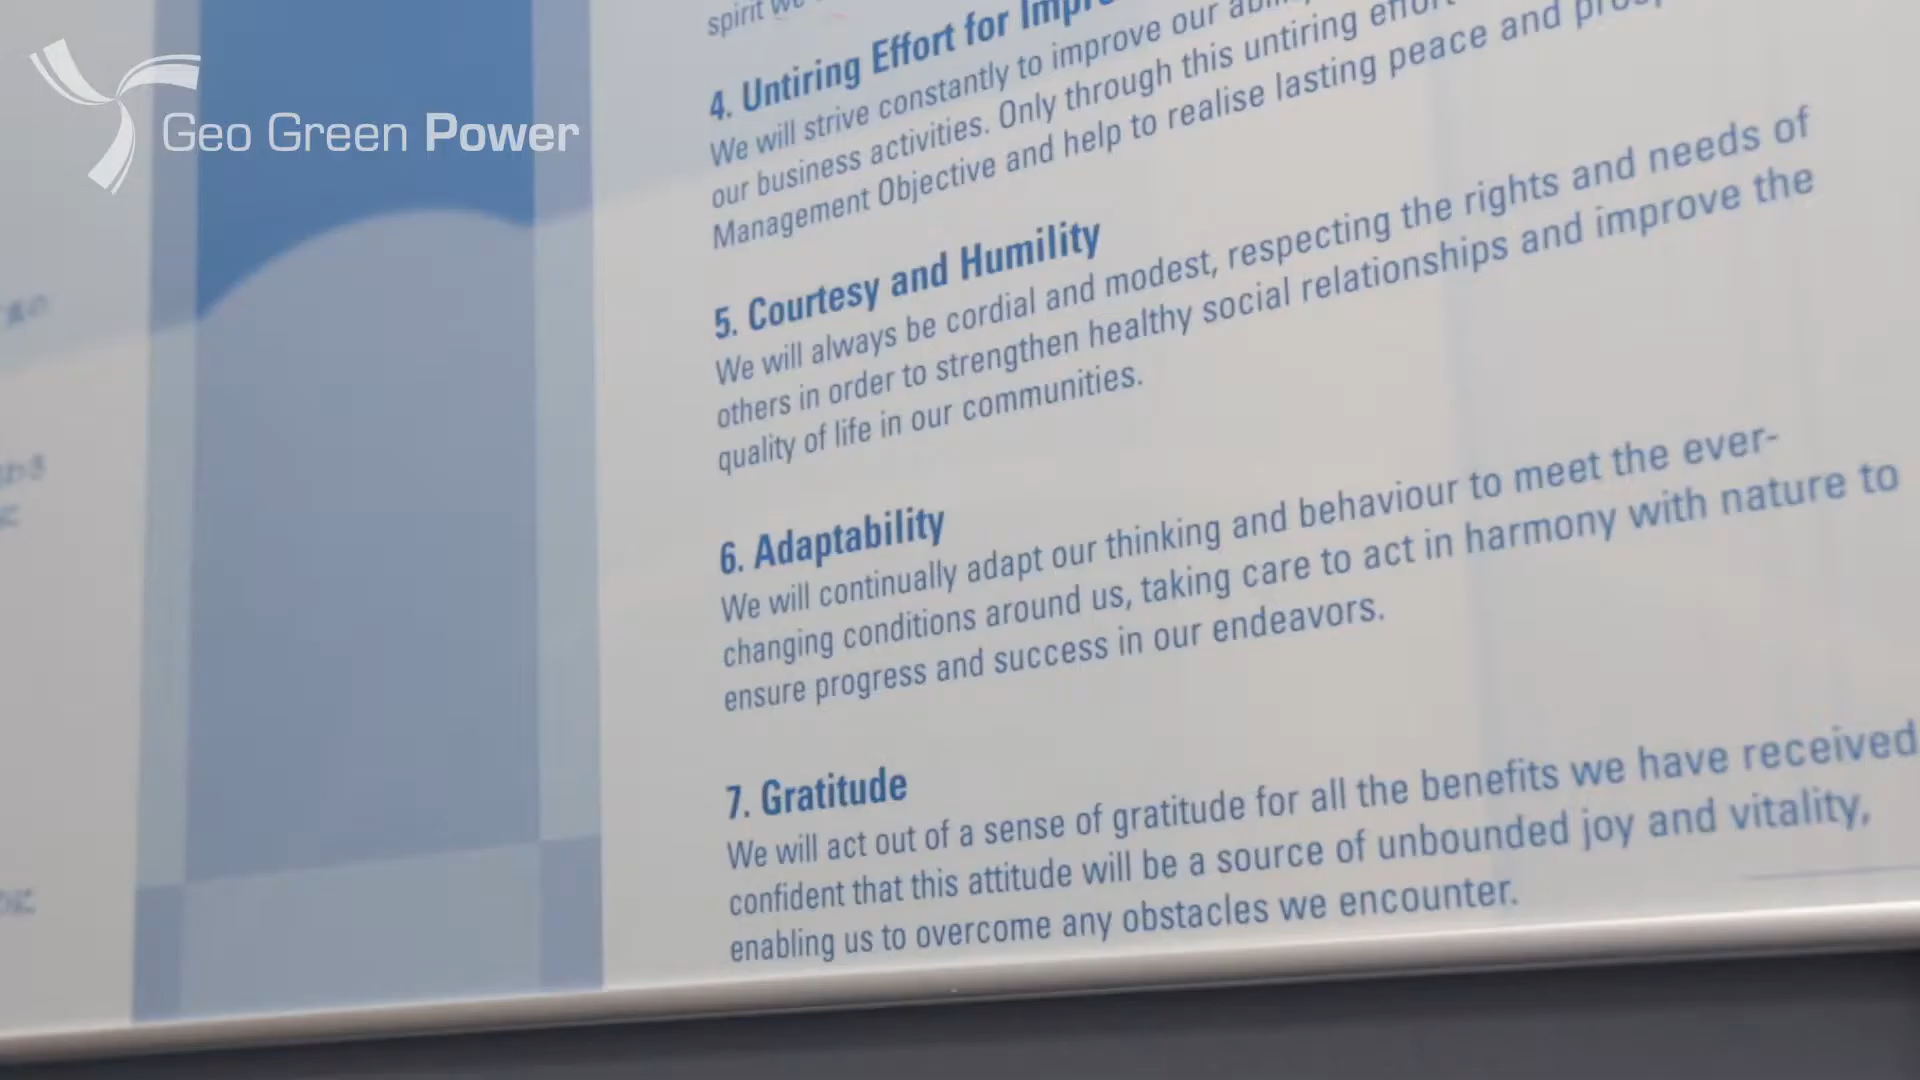 Geo Green Power
spirit we
4. Untiring Effort for
We will strive constantly to improve our
our business activities. Only through this untiring effort
Management Objective and help to realise lasting peace and
5. Courtesy and Humility
We will always be cordial and modest, respecting the rights and needs of
others in order to strengthen healthy social relationships and improve the
quality of life in our communities.
6. Adaptability
We will continually adapt our thinking and behaviour to meet the ever-
changing conditions around us, taking care to act in harmony with nature to
ensure progress and success in our endeavors.
7. Gratitude
We will act out of a sense of gratitude for all the benefits we have received
confident that this attitude will be a source of unbounded joy and vitality,
enabling us to overcome any obstacles we encounter.